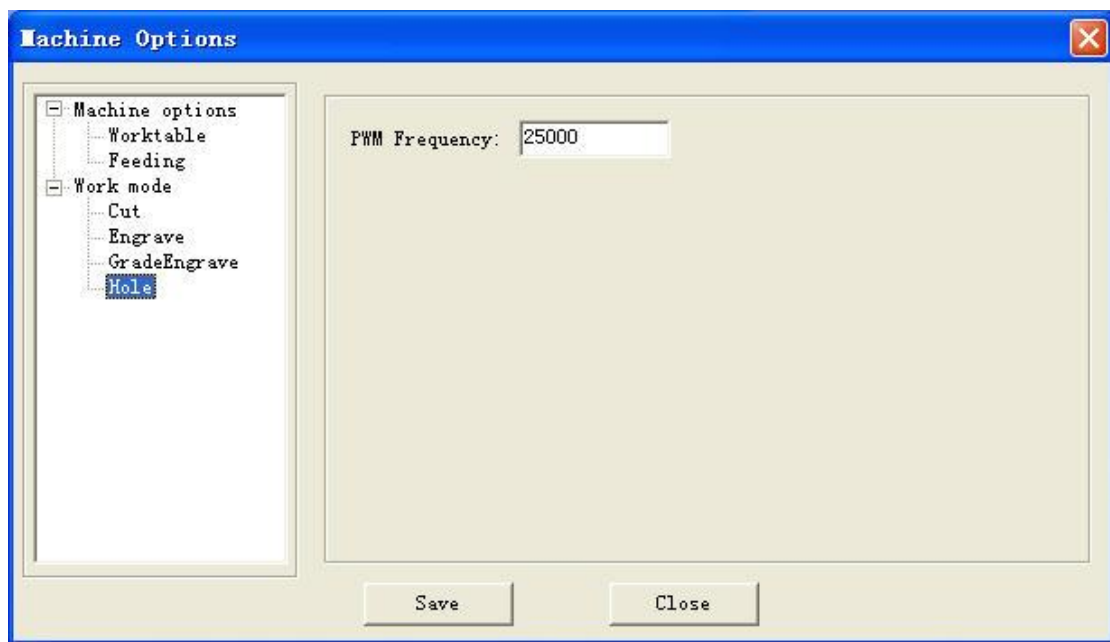 Machine Options
Machine options
Worktable
Feeding
Work mode
Cut
Engrave
GradeEngrave
Hole
PWM Frequency: 25000
Save Close